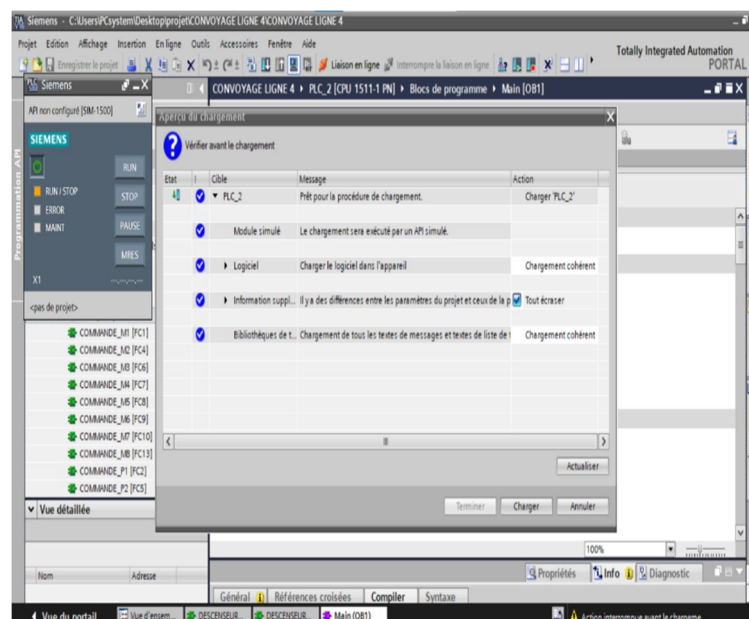 Siemens - C:\Users\PCsystem\Desktop\projet\CONVOYAGE LIGNE 4\CONVOYAGE LIGNE 4
Projet Edition Affichage Insertion En ligne Outils Accessoires Fenêtre Aide
Totally Integrated Automation
PORTAL
Enregistrer le projet
Liaison en ligne
Interrompre la liaison en ligne
Siemens
CONVOYAGE LIGNE 4 PLC_2 [CPU 1511-1 PN] Blocs de programme Main [OB1]
API non configuré [SIM-1500]
SIEMENS
RUN
RUN / STOP
STOP
ERROR
MAINT
PAUSE
MRES
X1
<pas de projet>
Programmation API
Aperçu du chargement
X
Vérifier avant le chargement
Etat ! Cible Message Action
PLC_2 Prêt pour la procédure de chargement. Charger 'PLC_2'
Module simulé Le chargement sera exécuté par un API simulé.
Logiciel Charger le logiciel dans l'appareil Chargement cohérent
Information suppl... Il y a des différences entre les paramètres du projet et ceux de la p Tout écraser
Bibliothèques de t... Chargement de tous les textes de messages et textes de liste de t Chargement cohérent
Actualiser
Terminer Charger Annuler
COMMANDE_M1 [FC1]
COMMANDE_M2 [FC4]
COMMANDE_M3 [FC6]
COMMANDE_M4 [FC7]
COMMANDE_M5 [FC8]
COMMANDE_M6 [FC9]
COMMANDE_M7 [FC10]
COMMANDE_M8 [FC13]
COMMANDE_P1 [FC2]
COMMANDE_P2 [FC5]
Vue détaillée
Nom Adresse
100%
Propriétés Info Diagnostic
Général Références croisées Compiler Syntaxe
Vue du portail Vue d'ensem... DESCENSEUR... DESCENSEUR... Main (OB1)
Action interrompue avant le chargeme